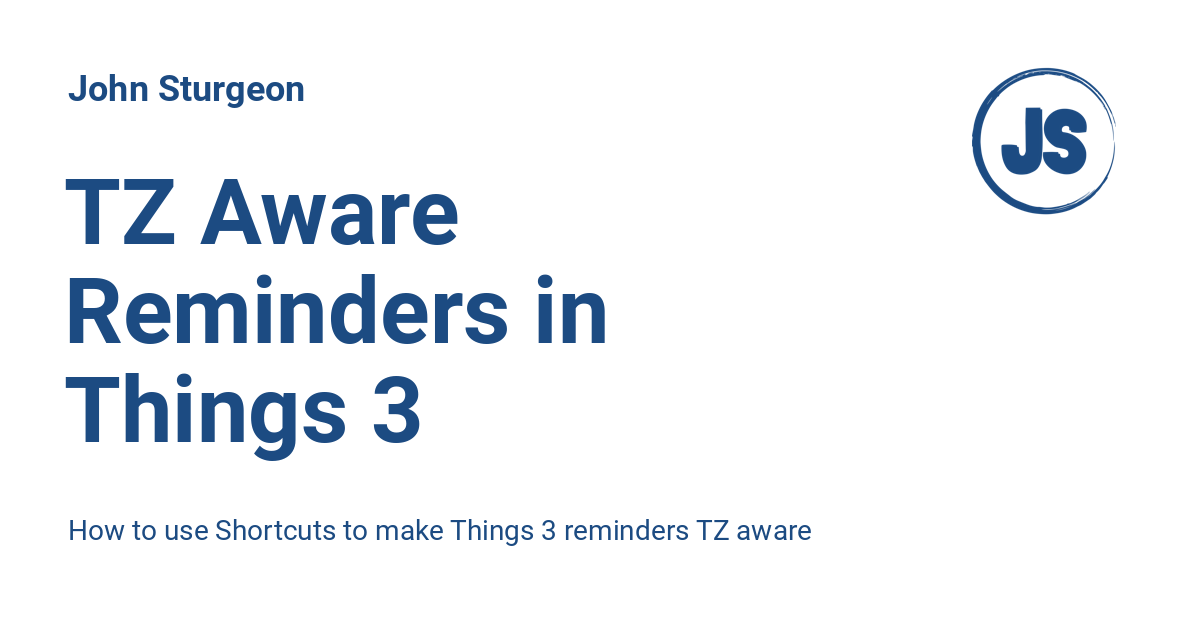 John Sturgeon
JS
TZ Aware
Reminders in
Things 3
How to use Shortcuts to make Things 3 reminders TZ aware